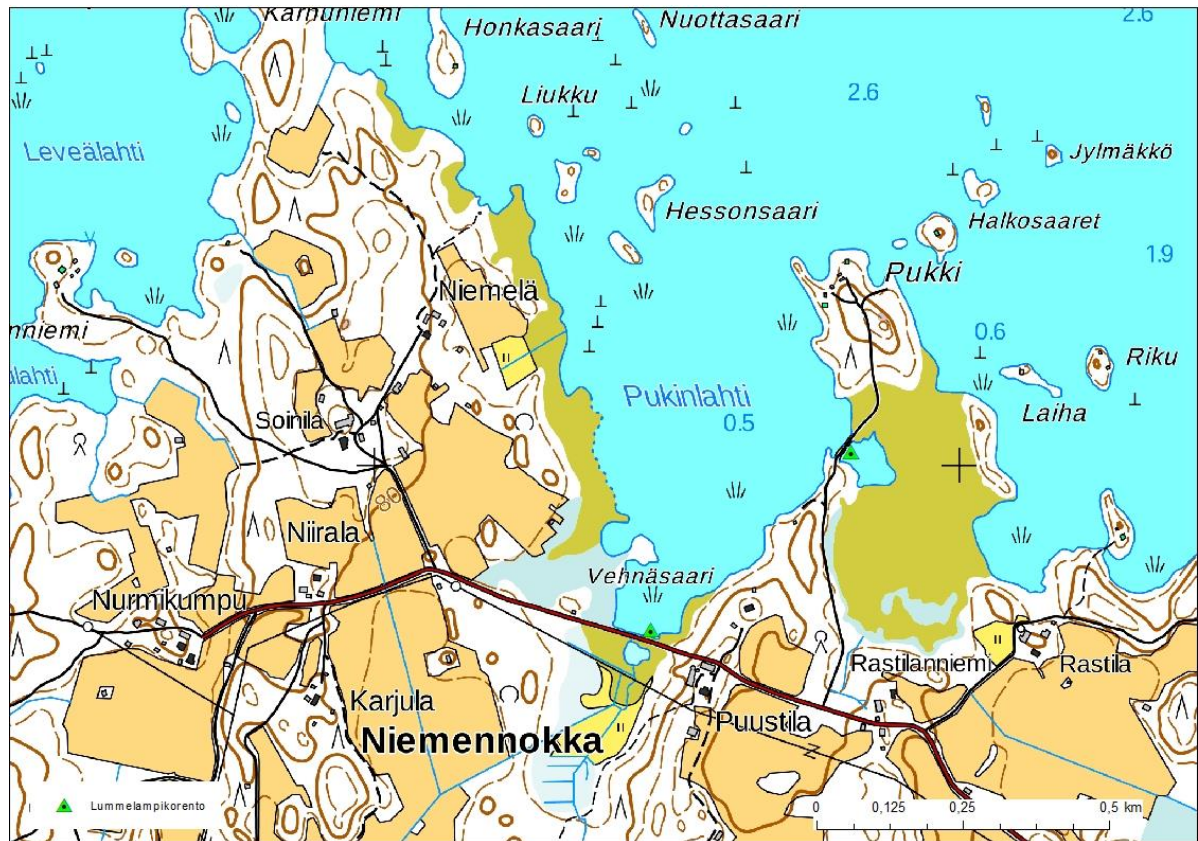 Karhuniemi
Honkasaari
Nuottasaari
2.6
Liukku
2.6
Leveälahti
Jylmäkkö
Hessonsaari
Halkosaaret
Pukki
1.9
Niemelä
nniemi
0.6
Riku
Laiha
Pukinlahti
0.5
Soinila
80
Niirala
Vehnäsaari
Nurmikumpu
Rastilanniemi
Rastila
Karjula
Puustila
Niemennokka
Lummelampikorento
0 0,125 0,25 0,5 km